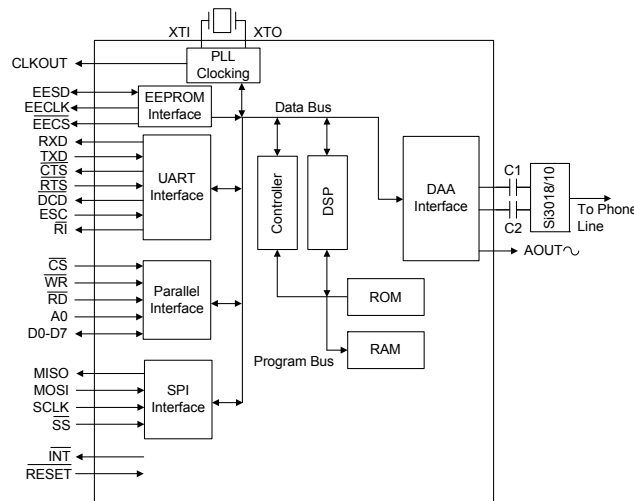 XTI XTO
CLKOUT
PLL
Clocking
EESD
EECLK
EECS
EEPROM
Interface
Data Bus
RXD
TXD
CTS
RTS
DCD
ESC
RI
UART
Interface
Controller
DSP
DAA
Interface
C1
C2
Si3018/10
To Phone
Line
AOUT
CS
WR
RD
A0
D0-D7
Parallel
Interface
ROM
RAM
Program Bus
MISO
MOSI
SCLK
SS
SPI
Interface
INT
RESET